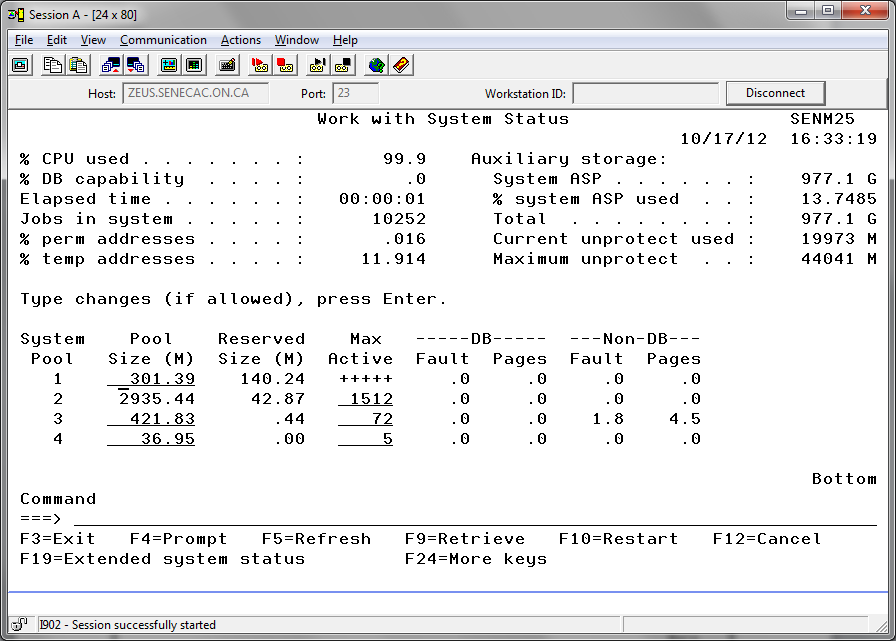 Session A - [24 x 80]
File Edit View Communication Actions Window Help
Host: ZEUS.SENECAC.ON.CA Port: 23 Workstation ID: Disconnect
Work with System Status SENM25
10/17/12 16:33:19
% CPU used . . . . . . . : 99.9 Auxiliary storage:
% DB capability . . . . : .0 System ASP . . . . . . : 977.1 G
Elapsed time . . . . . . : 00:00:01 % system ASP used . . : 13.7485
Jobs in system . . . . . : 10252 Total . . . . . . . . : 977.1 G
% perm addresses . . . . : .016 Current unprotect used : 19973 M
% temp addresses . . . . : 11.914 Maximum unprotect . . : 44041 M
Type changes (if allowed), press Enter.
System Pool Reserved Max -----DB----- ---Non-DB---
Pool Size (M) Size (M) Active Fault Pages Fault Pages
1 301.39 140.24 +++++ .0 .0 .0 .0
2 2935.44 42.87 1512 .0 .0 .0 .0
3 421.83 .44 72 .0 .0 1.8 4.5
4 36.95 .00 5 .0 .0 .0 .0
Bottom
Command
===>
F3=Exit F4=Prompt F5=Refresh F9=Retrieve F10=Restart F12=Cancel
F19=Extended system status F24=More keys
I902 - Session successfully started